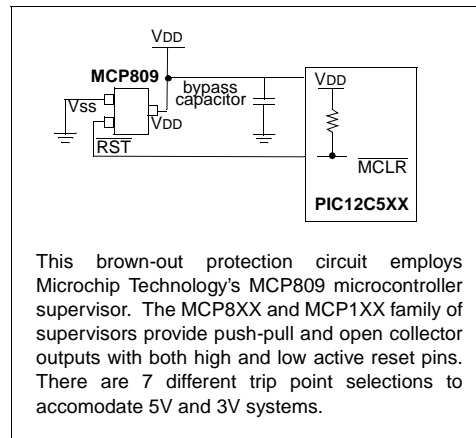 VDD
MCP809
bypass
capacitor
VDD
Vss
VDD
RST
MCLR
PIC12C5XX
This brown-out protection circuit employs
Microchip Technology's MCP809 microcontroller
supervisor. The MCP8XX and MCP1XX family of
supervisors provide push-pull and open collector
outputs with both high and low active reset pins.
There are 7 different trip point selections to
accomodate 5V and 3V systems.